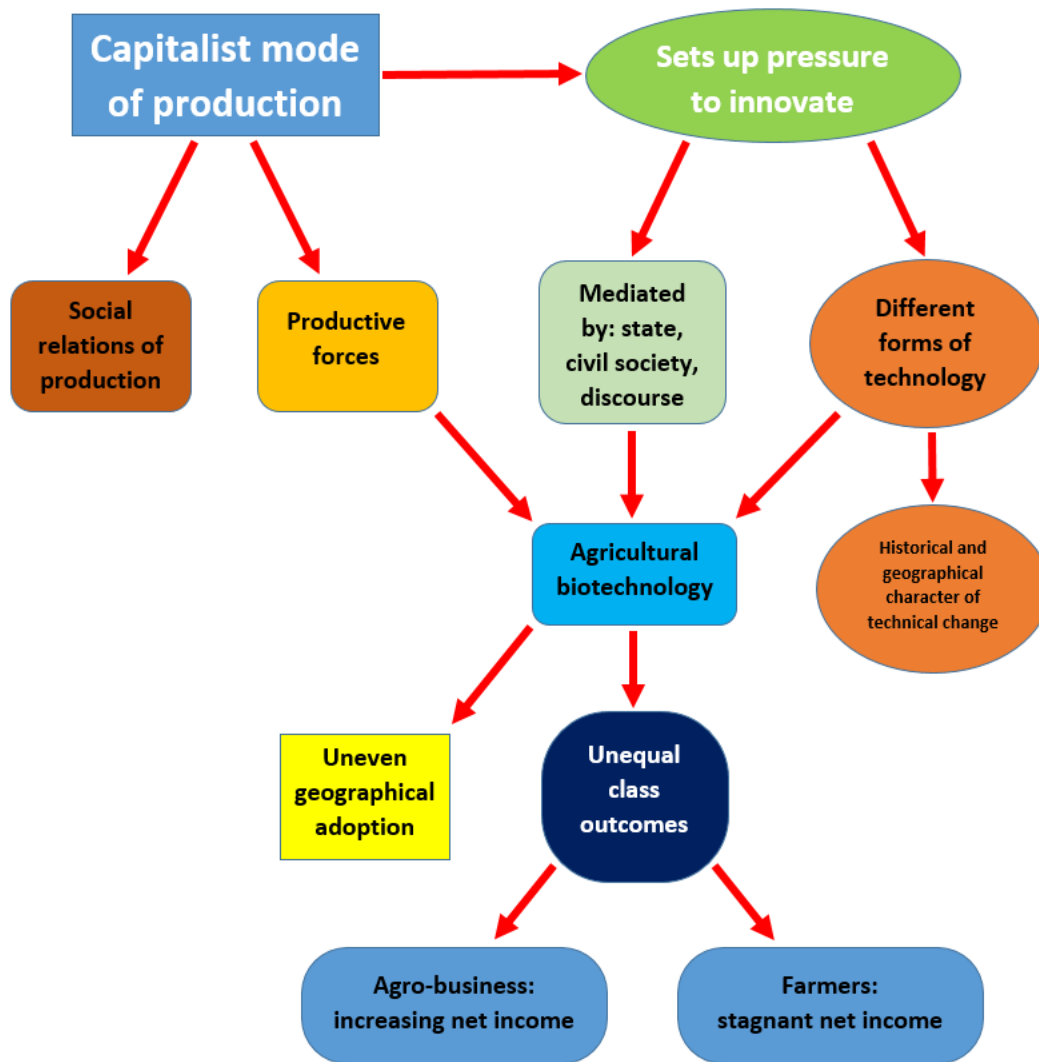 Capitalist mode
of production
Sets up pressure
to innovate
Social
relations of
production
Productive
forces
Mediated
by: state,
civil society,
discourse
Different
forms of
technology
Agricultural
biotechnology
Historical and
geographical
character of
technical change
Uneven
geographical
adoption
Unequal
class
outcomes
Agro-business:
increasing net income
Farmers:
stagnant net income